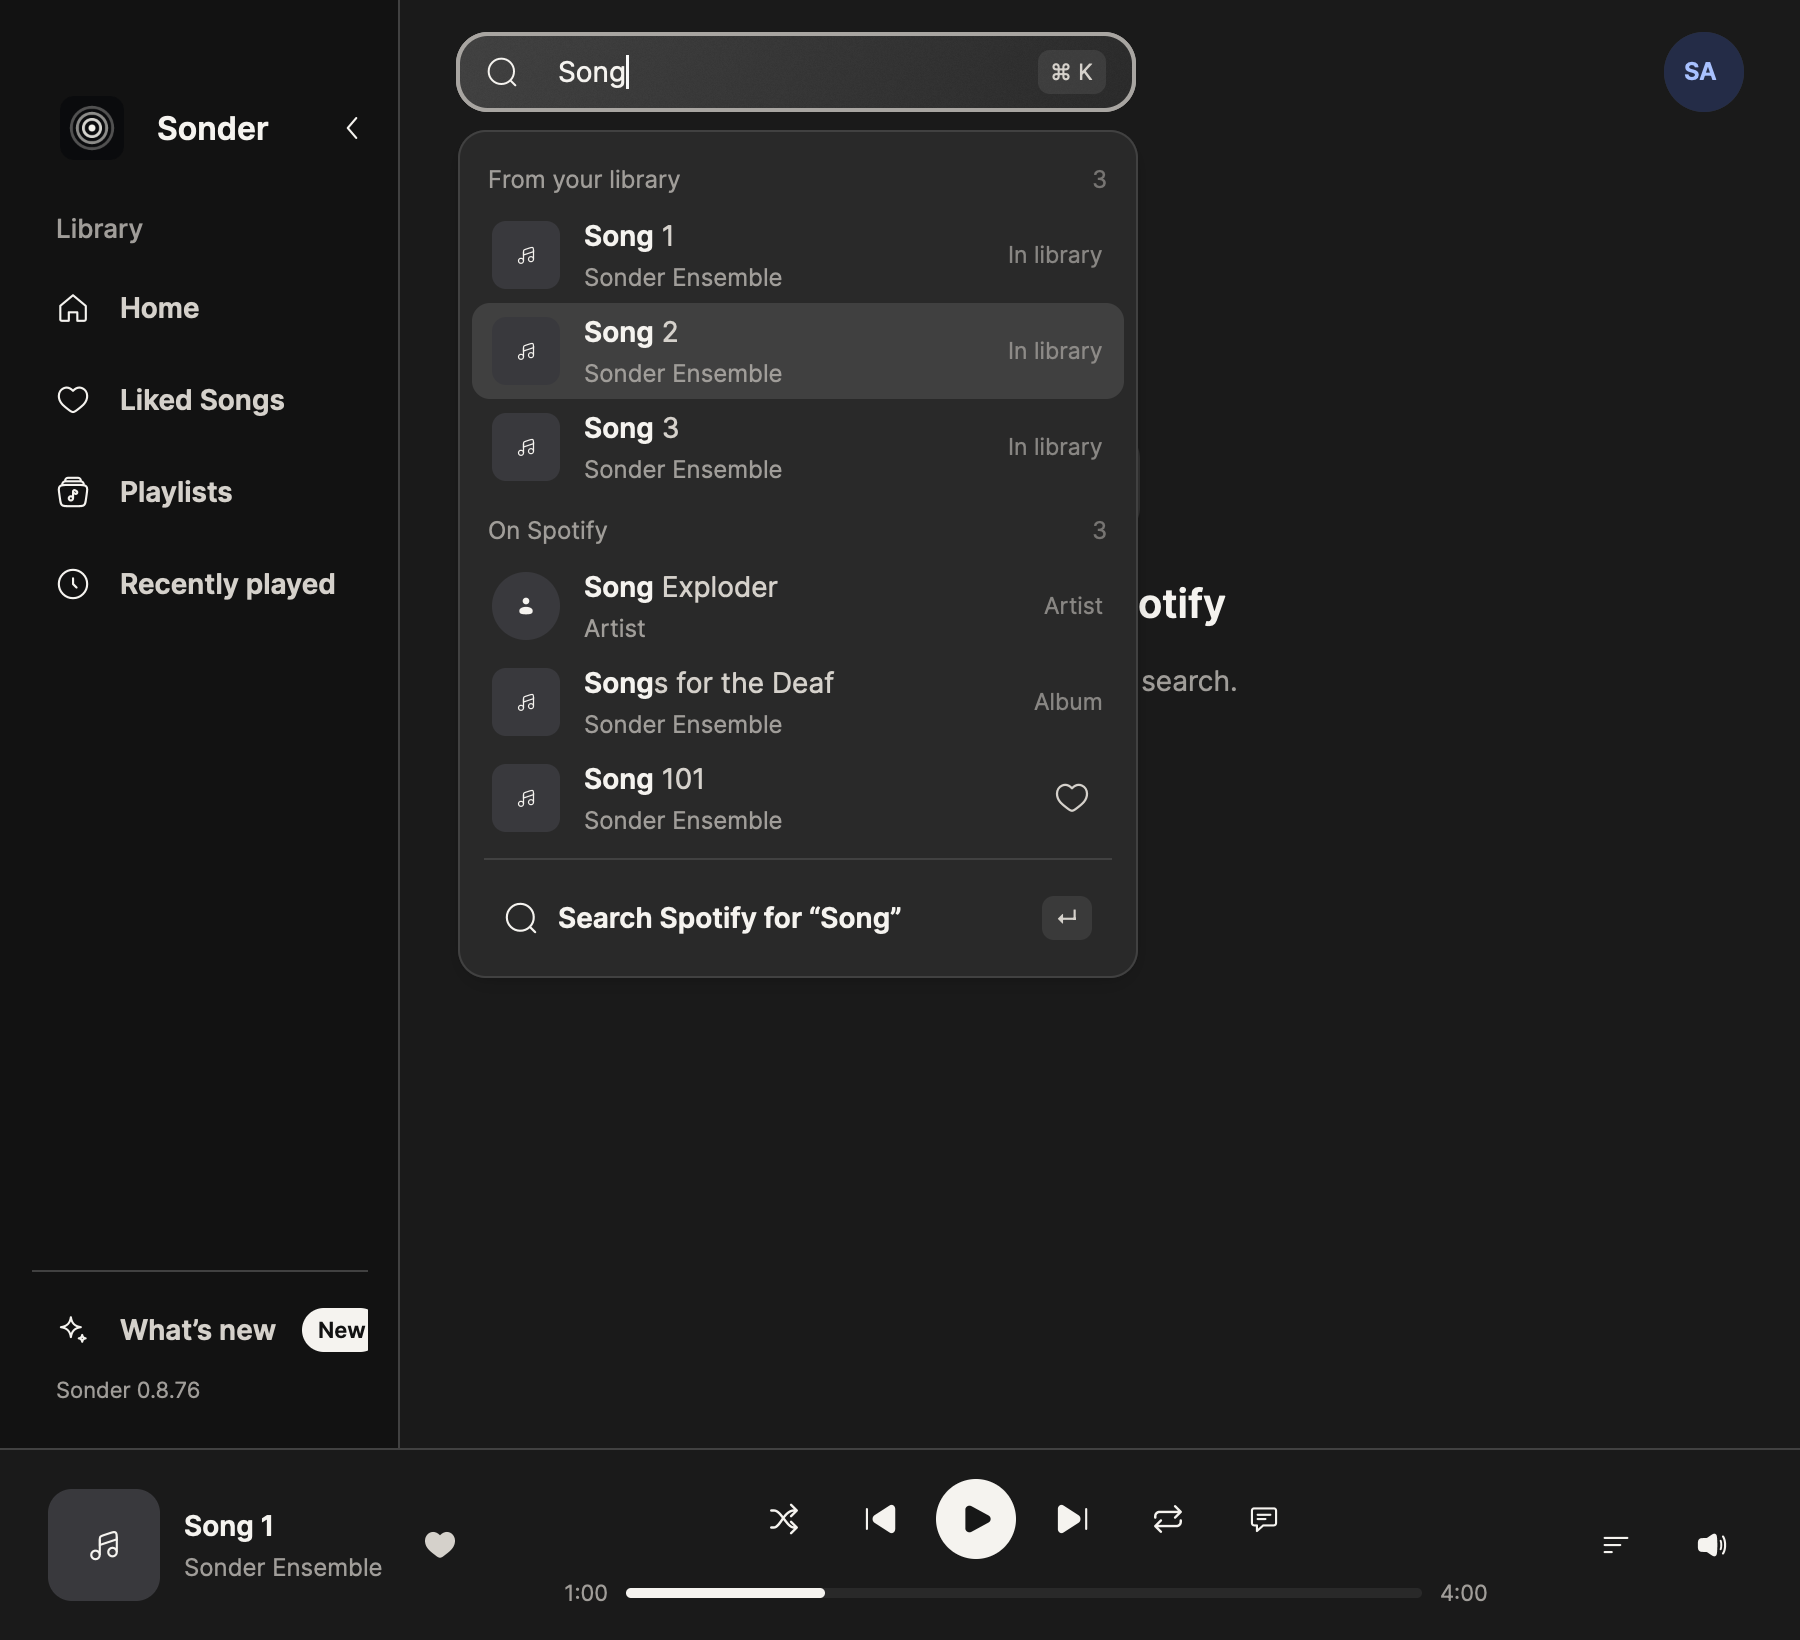 Song
⌘ K
SA
Sonder
Library
Home
Liked Songs
Playlists
Recently played
From your library 3
Song 1
Sonder Ensemble
In library
Song 2
Sonder Ensemble
In library
Song 3
Sonder Ensemble
In library
On Spotify 3
Song Exploder
Artist
Artist
Songs for the Deaf
Sonder Ensemble
Album
Song 101
Sonder Ensemble
Search Spotify for “Song”
otify
search.
What’s new New
Sonder 0.8.76
Song 1
Sonder Ensemble
1:00
4:00